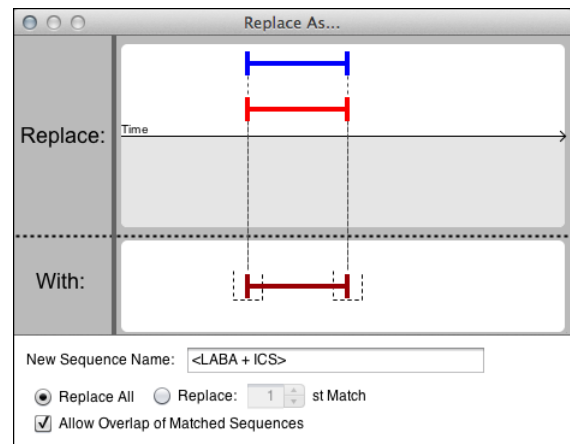 Replace As...
Replace:
Time
With:
New Sequence Name: <LABA + ICS>
Replace All Replace: 1 st Match
Allow Overlap of Matched Sequences